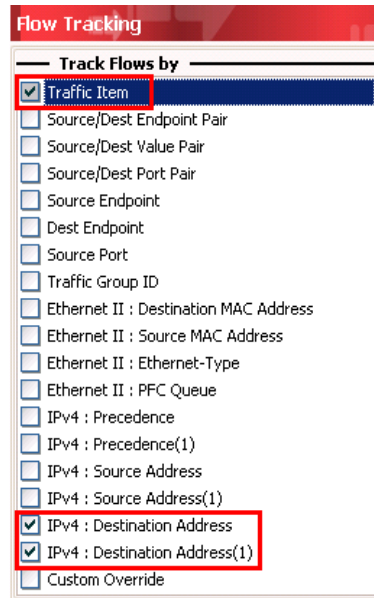 Flow Tracking
Track Flows by
Traffic Item
Source/Dest Endpoint Pair
Source/Dest Value Pair
Source/Dest Port Pair
Source Endpoint
Dest Endpoint
Source Port
Traffic Group ID
Ethernet II : Destination MAC Address
Ethernet II : Source MAC Address
Ethernet II : Ethernet-Type
Ethernet II : PFC Queue
IPv4 : Precedence
IPv4 : Precedence(1)
IPv4 : Source Address
IPv4 : Source Address(1)
IPv4 : Destination Address
IPv4 : Destination Address(1)
Custom Override